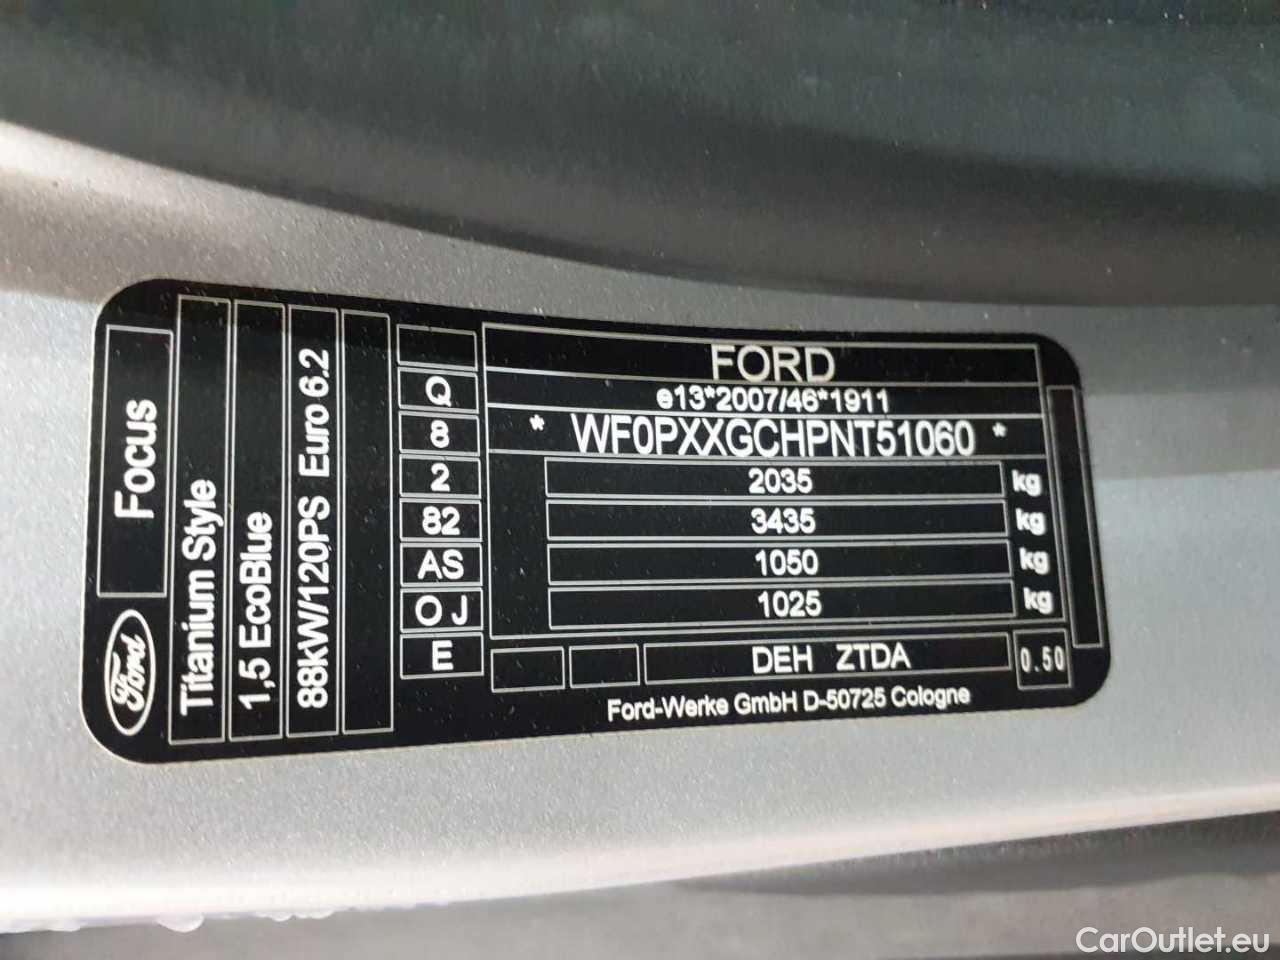 Focus
Ford
Titanium Style
1,5 EcoBlue
88kW/120PS Euro 6.2
Q
8
2
82
AS
O J
E
FORD
e13*2007/46*1911
* WF0PXXGCHPNT51060 *
2035 kg
3435 kg
1050 kg
1025 kg
DEH ZTDA
0.50
Ford-Werke GmbH D-50725 Cologne
CarOutlet.eu